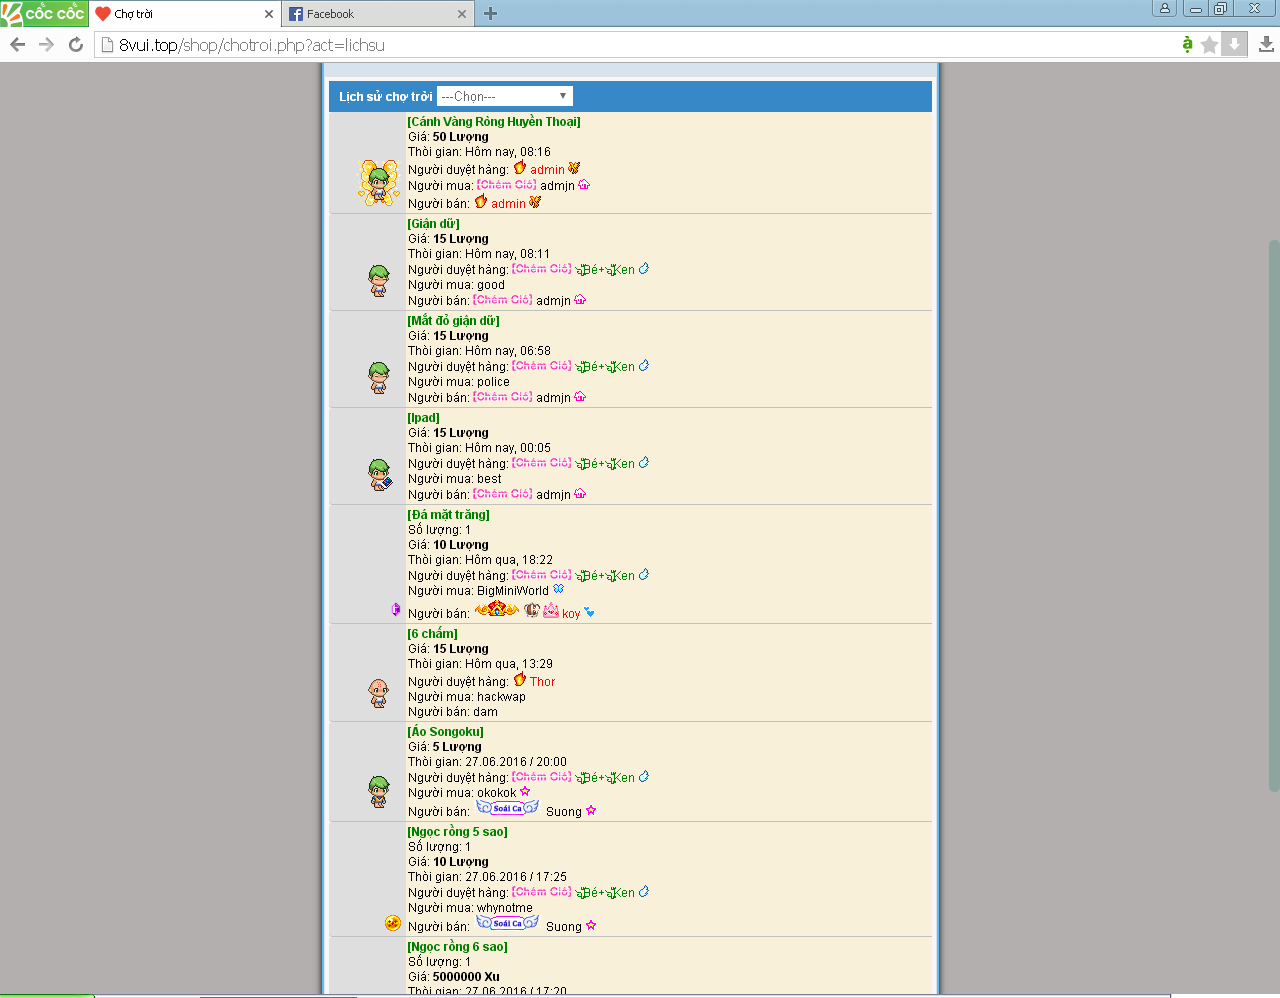 cốc cốc
Chợ trời
Facebook
8vui.top/shop/chotroi.php?act=lichsu
Lịch sử chợ trời ---Chọn---
[Cánh Vàng Rồng Huyền Thoại]
Giá: 50 Lượng
Thời gian: Hôm nay, 08:16
Người duyệt hàng: admin
Người mua: [Chém Gió] admjn
Người bán: admin
[Giận dữ]
Giá: 15 Lượng
Thời gian: Hôm nay, 08:11
Người duyệt hàng: [Chém Gió] Bé+Ken
Người mua: good
Người bán: [Chém Gió] admjn
[Mắt đỏ giận dữ]
Giá: 15 Lượng
Thời gian: Hôm nay, 06:58
Người duyệt hàng: [Chém Gió] Bé+Ken
Người mua: police
Người bán: [Chém Gió] admjn
[Ipad]
Giá: 15 Lượng
Thời gian: Hôm nay, 00:05
Người duyệt hàng: [Chém Gió] Bé+Ken
Người mua: best
Người bán: [Chém Gió] admjn
[Đá mặt trăng]
Số lượng: 1
Giá: 10 Lượng
Thời gian: Hôm qua, 18:22
Người duyệt hàng: [Chém Gió] Bé+Ken
Người mua: BigMiniWorld
Người bán: koy
[6 chấm]
Giá: 15 Lượng
Thời gian: Hôm qua, 13:29
Người duyệt hàng: Thor
Người mua: hackwap
Người bán: dam
[Áo Songoku]
Giá: 5 Lượng
Thời gian: 27.06.2016 / 20:00
Người duyệt hàng: [Chém Gió] Bé+Ken
Người mua: okokok
Người bán: Soái Ca Suong
[Ngọc rồng 5 sao]
Số lượng: 1
Giá: 10 Lượng
Thời gian: 27.06.2016 / 17:25
Người duyệt hàng: [Chém Gió] Bé+Ken
Người mua: whynotme
Người bán: Soái Ca Suong
[Ngọc rồng 6 sao]
Số lượng: 1
Giá: 5000000 Xu
Thời gian: 27.06.2016 / 17:20